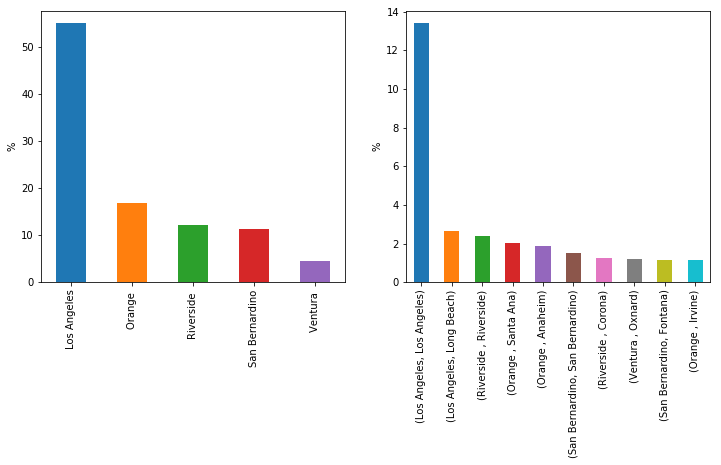 %
50
40
30
20
10
0
Los Angeles
Orange
Riverside
San Bernardino
Ventura
%
14
12
10
8
6
4
2
0
(Los Angeles, Los Angeles)
(Los Angeles, Long Beach)
(Riverside , Riverside)
(Orange , Santa Ana)
(Orange , Anaheim)
(San Bernardino, San Bernardino)
(Riverside , Corona)
(Ventura , Oxnard)
(San Bernardino, Fontana)
(Orange , Irvine)